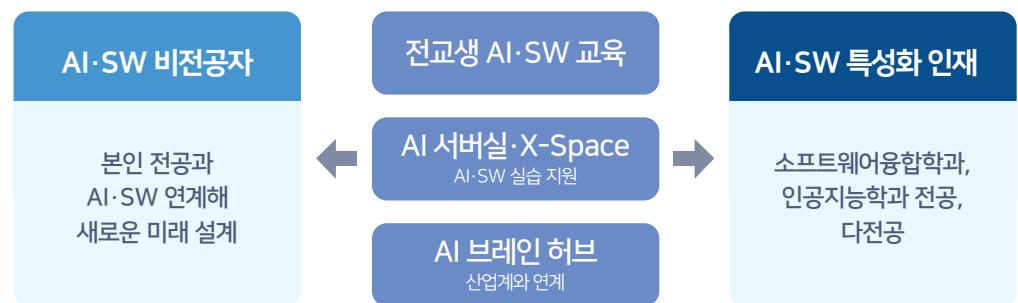 AI·SW 비전공자
본인 전공과
AI·SW 연계해
새로운 미래 설계
전교생 AI·SW 교육
AI 서버실·X-Space
AI·SW 실습 지원
AI 브레인 허브
산업계와 연계
AI·SW 특성화 인재
소프트웨어융합학과,
인공지능학과 전공,
다전공